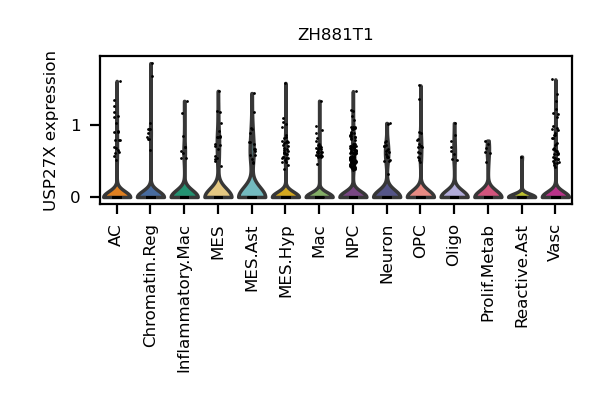 ZH881T1
USP27X expression
1
0
AC
Chromatin.Reg
Inflammatory.Mac
MES
MES.Ast
MES.Hyp
Mac
NPC
Neuron
OPC
Oligo
Prolif.Metab
Reactive.Ast
Vasc